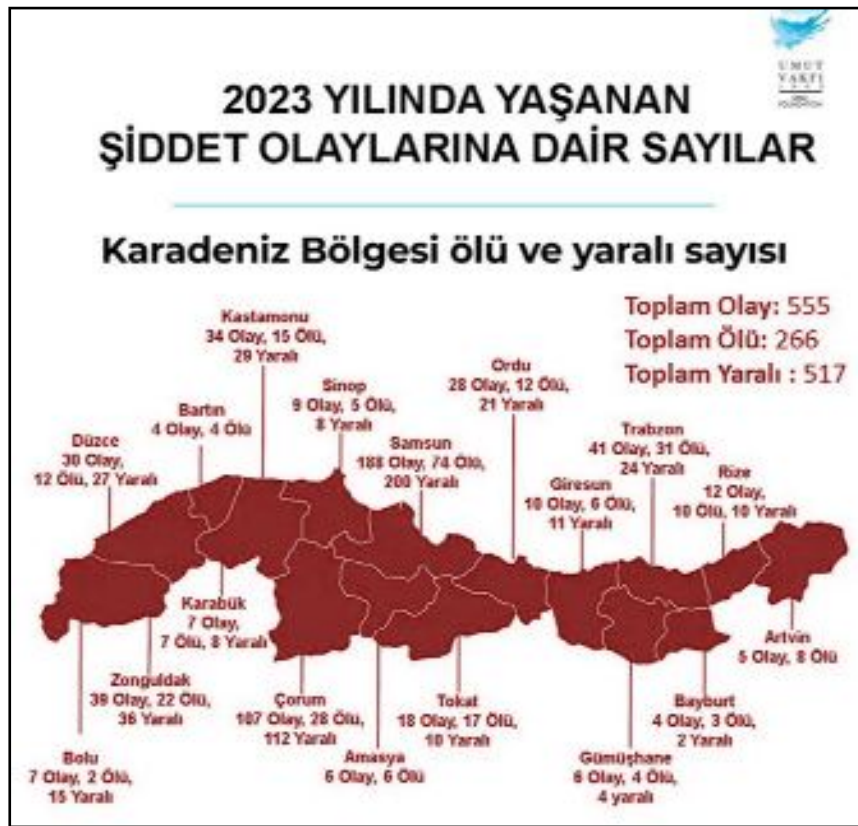 UMUT
VAKFI
FOUNDATION
2023 YILINDA YAŞANAN
ŞİDDET OLAYLARINA DAİR SAYILAR
Karadeniz Bölgesi ölü ve yaralı sayısı
Toplam Olay: 555
Toplam Ölü: 266
Toplam Yaralı : 517
Kastamonu
34 Olay, 15 Ölü,
29 Yaralı
Sinop
9 Olay, 5 Ölü,
8 Yaralı
Ordu
28 Olay, 12 Ölü,
21 Yaralı
Bartın
4 Olay, 4 Ölü
Düzce
30 Olay,
12 Ölü, 27 Yaralı
Samsun
188 Olay, 74 Ölü,
200 Yaralı
Trabzon
41 Olay, 31 Ölü,
24 Yaralı
Giresun
10 Olay, 6 Ölü,
11 Yaralı
Rize
12 Olay,
10 Ölü, 10 Yaralı
Karabük
7 Olay,
7 Ölü, 8 Yaralı
Artvin
5 Olay, 8 Ölü
Zonguldak
39 Olay, 22 Ölü,
36 Yaralı
Çorum
107 Olay, 28 Ölü,
112 Yaralı
Tokat
18 Olay, 17 Ölü,
10 Yaralı
Bayburt
4 Olay, 3 Ölü,
2 Yaralı
Bolu
7 Olay, 2 Ölü,
15 Yaralı
Amasya
6 Olay, 6 Ölü
Gümüşhane
6 Olay, 4 Ölü,
4 yaralı